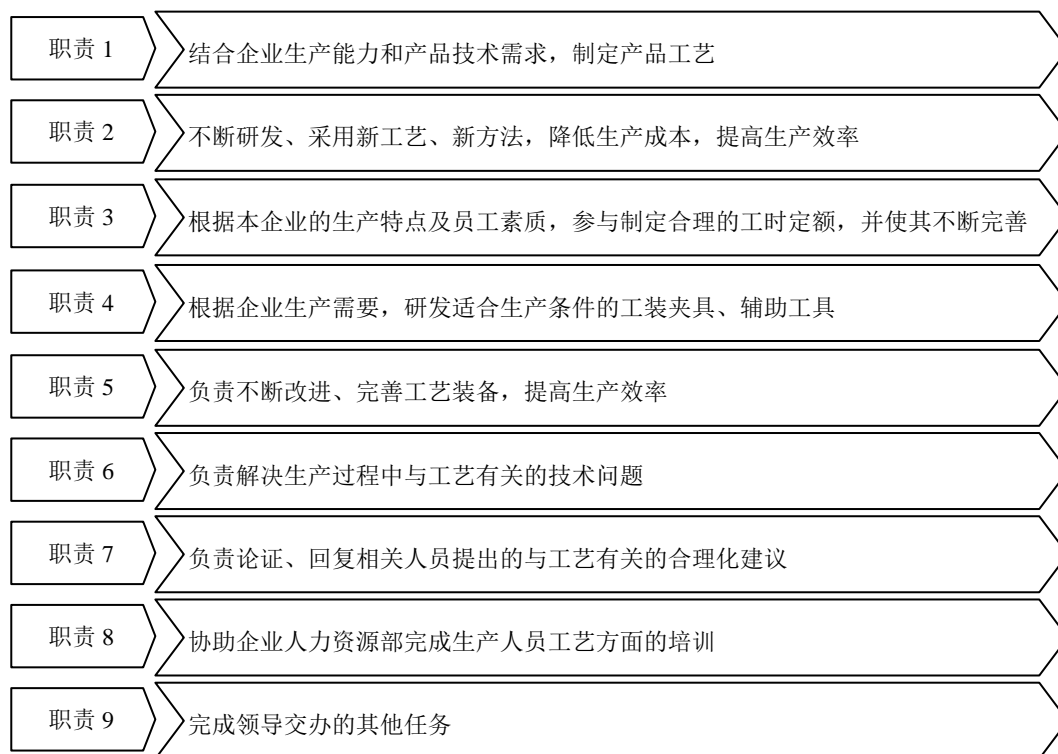 职责 1
结合企业生产能力和产品技术需求，制定产品工艺
职责 2
不断研发、采用新工艺、新方法，降低生产成本，提高生产效率
职责 3
根据本企业的生产特点及员工素质，参与制定合理的工时定额，并使其不断完善
职责 4
根据企业生产需要，研发适合生产条件的工装夹具、辅助工具
职责 5
负责不断改进、完善工艺装备，提高生产效率
职责 6
负责解决生产过程中与工艺有关的技术问题
职责 7
负责论证、回复相关人员提出的与工艺有关的合理化建议
职责 8
协助企业人力资源部完成生产人员工艺方面的培训
职责 9
完成领导交办的其他任务